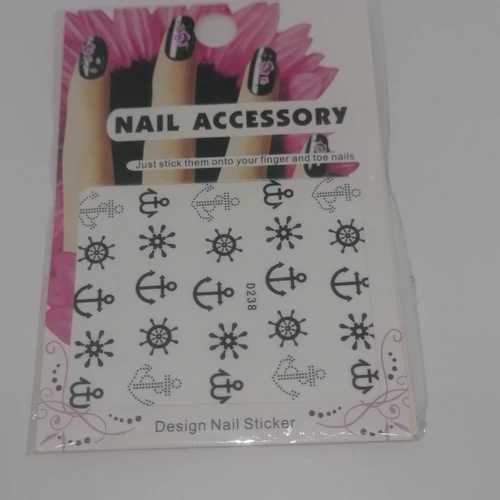 NAIL ACCESSORY
Just stick them onto your finger and toe nails
D238
Design Nail Sticker